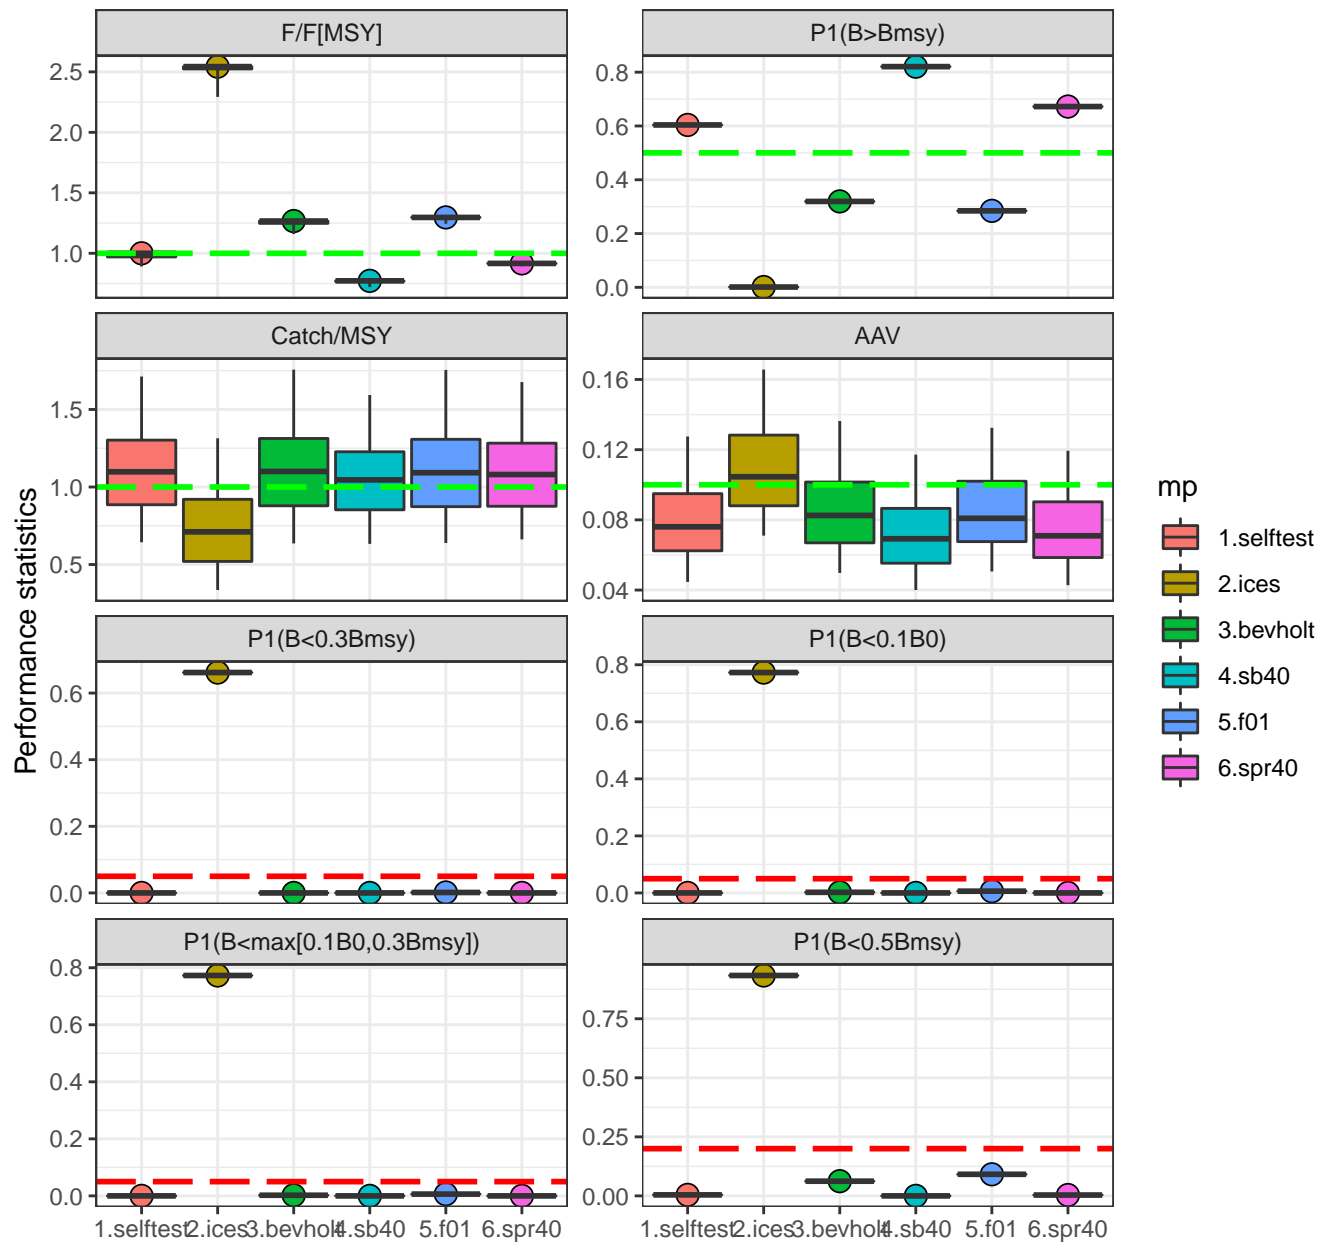 F/F[MSY]
P1(B>Bmsy)
2.5
2.0
1.5
1.0
0.8
0.6
0.4
0.2
0.0
Catch/MSY
AAV
1.5
1.0
0.5
0.16
0.12
0.08
0.04
P1(B<0.3Bmsy)
P1(B<0.1B0)
0.6
0.4
0.2
0.0
0.8
0.6
0.4
0.2
0.0
P1(B<max[0.1B0,0.3Bmsy])
P1(B<0.5Bmsy)
0.8
0.6
0.4
0.2
0.0
0.75
0.50
0.25
0.00
1.selftest 2.ices 3.bevholt 4.sb40 5.f01 6.spr40
1.selftest 2.ices 3.bevholt 4.sb40 5.f01 6.spr40
Performance statistics
mp
1.selftest
2.ices
3.bevholt
4.sb40
5.f01
6.spr40